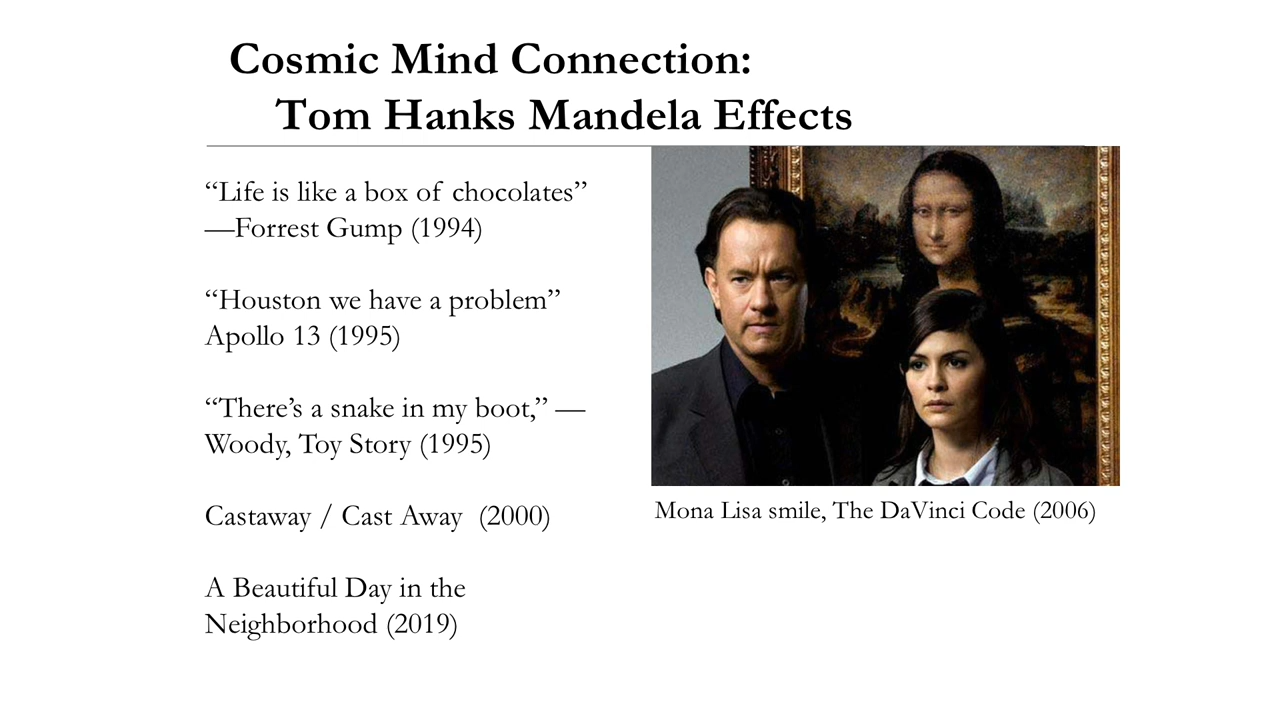 Cosmic Mind Connection:
Tom Hanks Mandela Effects
“Life is like a box of chocolates”
—Forrest Gump (1994)
“Houston we have a problem”
Apollo 13 (1995)
“There’s a snake in my boot,” —
Woody, Toy Story (1995)
Castaway / Cast Away (2000)
A Beautiful Day in the
Neighborhood (2019)
Mona Lisa smile, The DaVinci Code (2006)